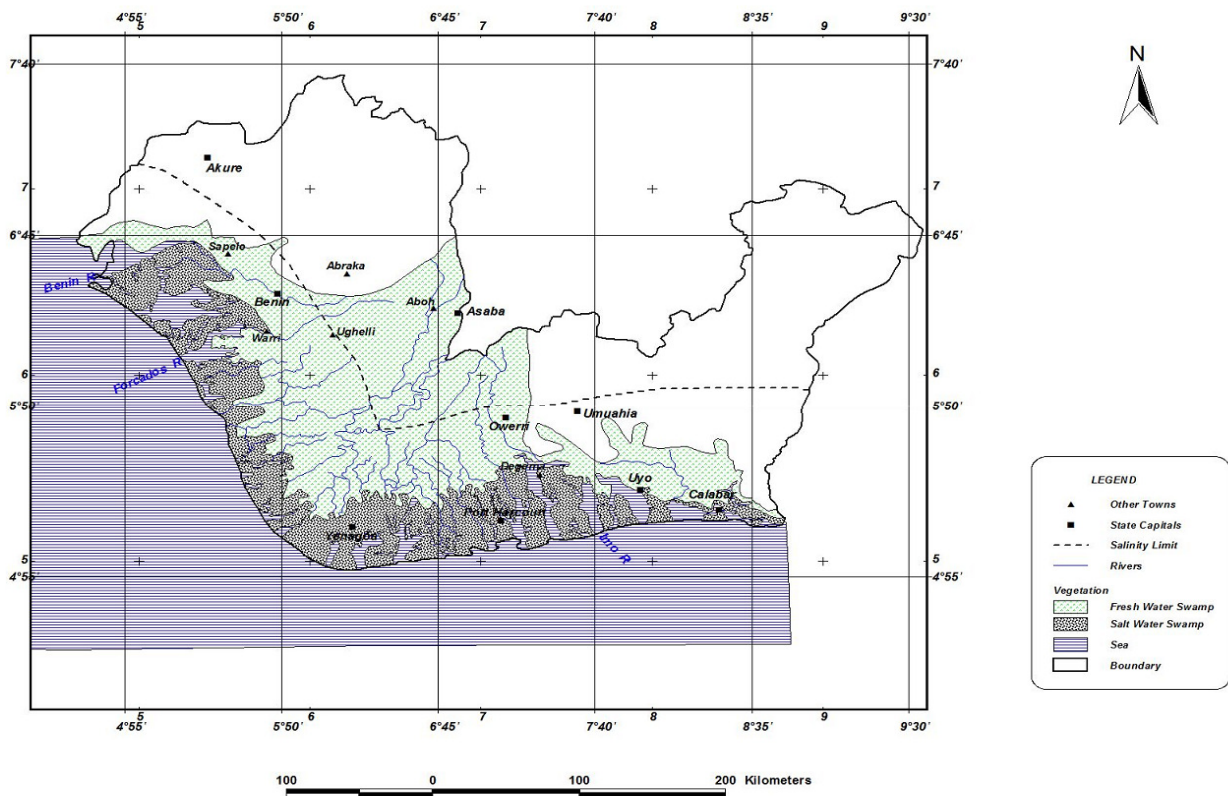 4°55' 5°50' 6°45' 7°40' 8°35' 9°30'
5 6 7 8 9
7°40' 7°40'
N
Akure
7 7
6°45' 6°45'
Sapelo
Abraka
Benin R
Benin
Aboh
Asaba
Warri
Ughelli
Forcados R
6 6
5°50' 5°50'
Umuahia
Owerri
Degema
Uyo
Calabar
Port Harcourt
Yenagoa
Imo R
5 5
4°55' 4°55'
LEGEND
Other Towns
State Capitals
Salinity Limit
Rivers
Vegetation
Fresh Water Swamp
Salt Water Swamp
Sea
Boundary
5 6 7 8 9
4°55' 5°50' 6°45' 7°40' 8°35' 9°30'
100 0 100 200 Kilometers